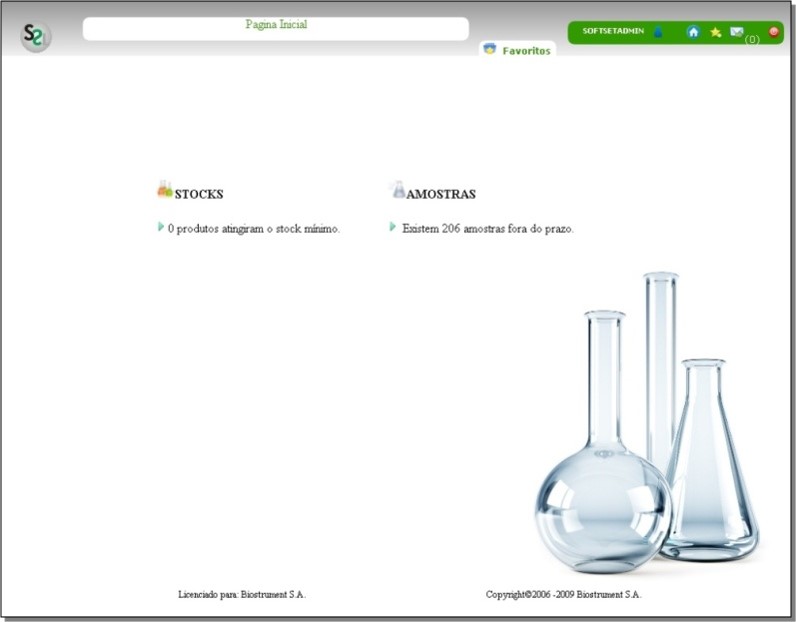 SSL
Pagina Inicial
SOFTSETADMIN
(0)
Favoritos
STOCKS
AMOSTRAS
0 produtos atingiram o stock mínimo.
Existem 206 amostras fora do prazo.
Licenciado para: Biostrument S.A.
Copyright©2006 -2009 Biostrument S.A.